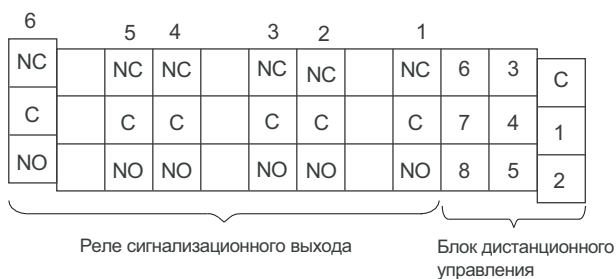 6 5 4 3 2 1
NC NC NC NC NC NC 6 3 C
C C C C C C 7 4 1
NO NO NO NO NO NO 8 5 2
Реле сигнализационного выхода
Блок дистанционного
управления